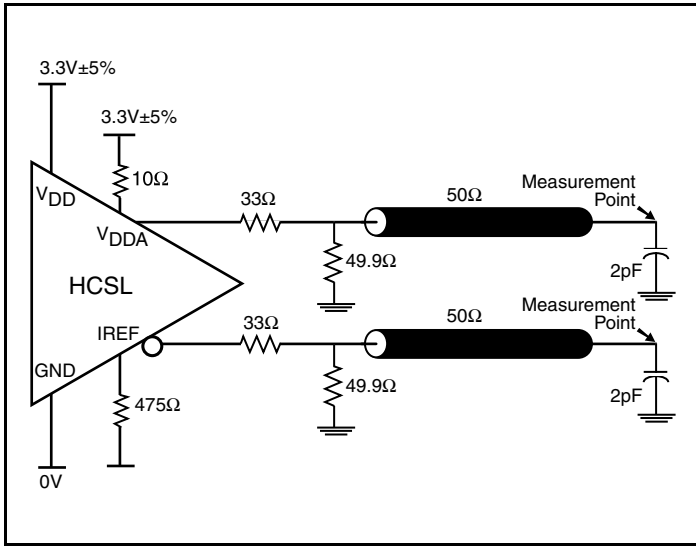 3.3V±5%
3.3V±5%
10Ω
VDD
VDDA
HCSL
IREF
GND
0V
475Ω
33Ω
49.9Ω
50Ω
Measurement
Point
2pF
33Ω
49.9Ω
50Ω
Measurement
Point
2pF